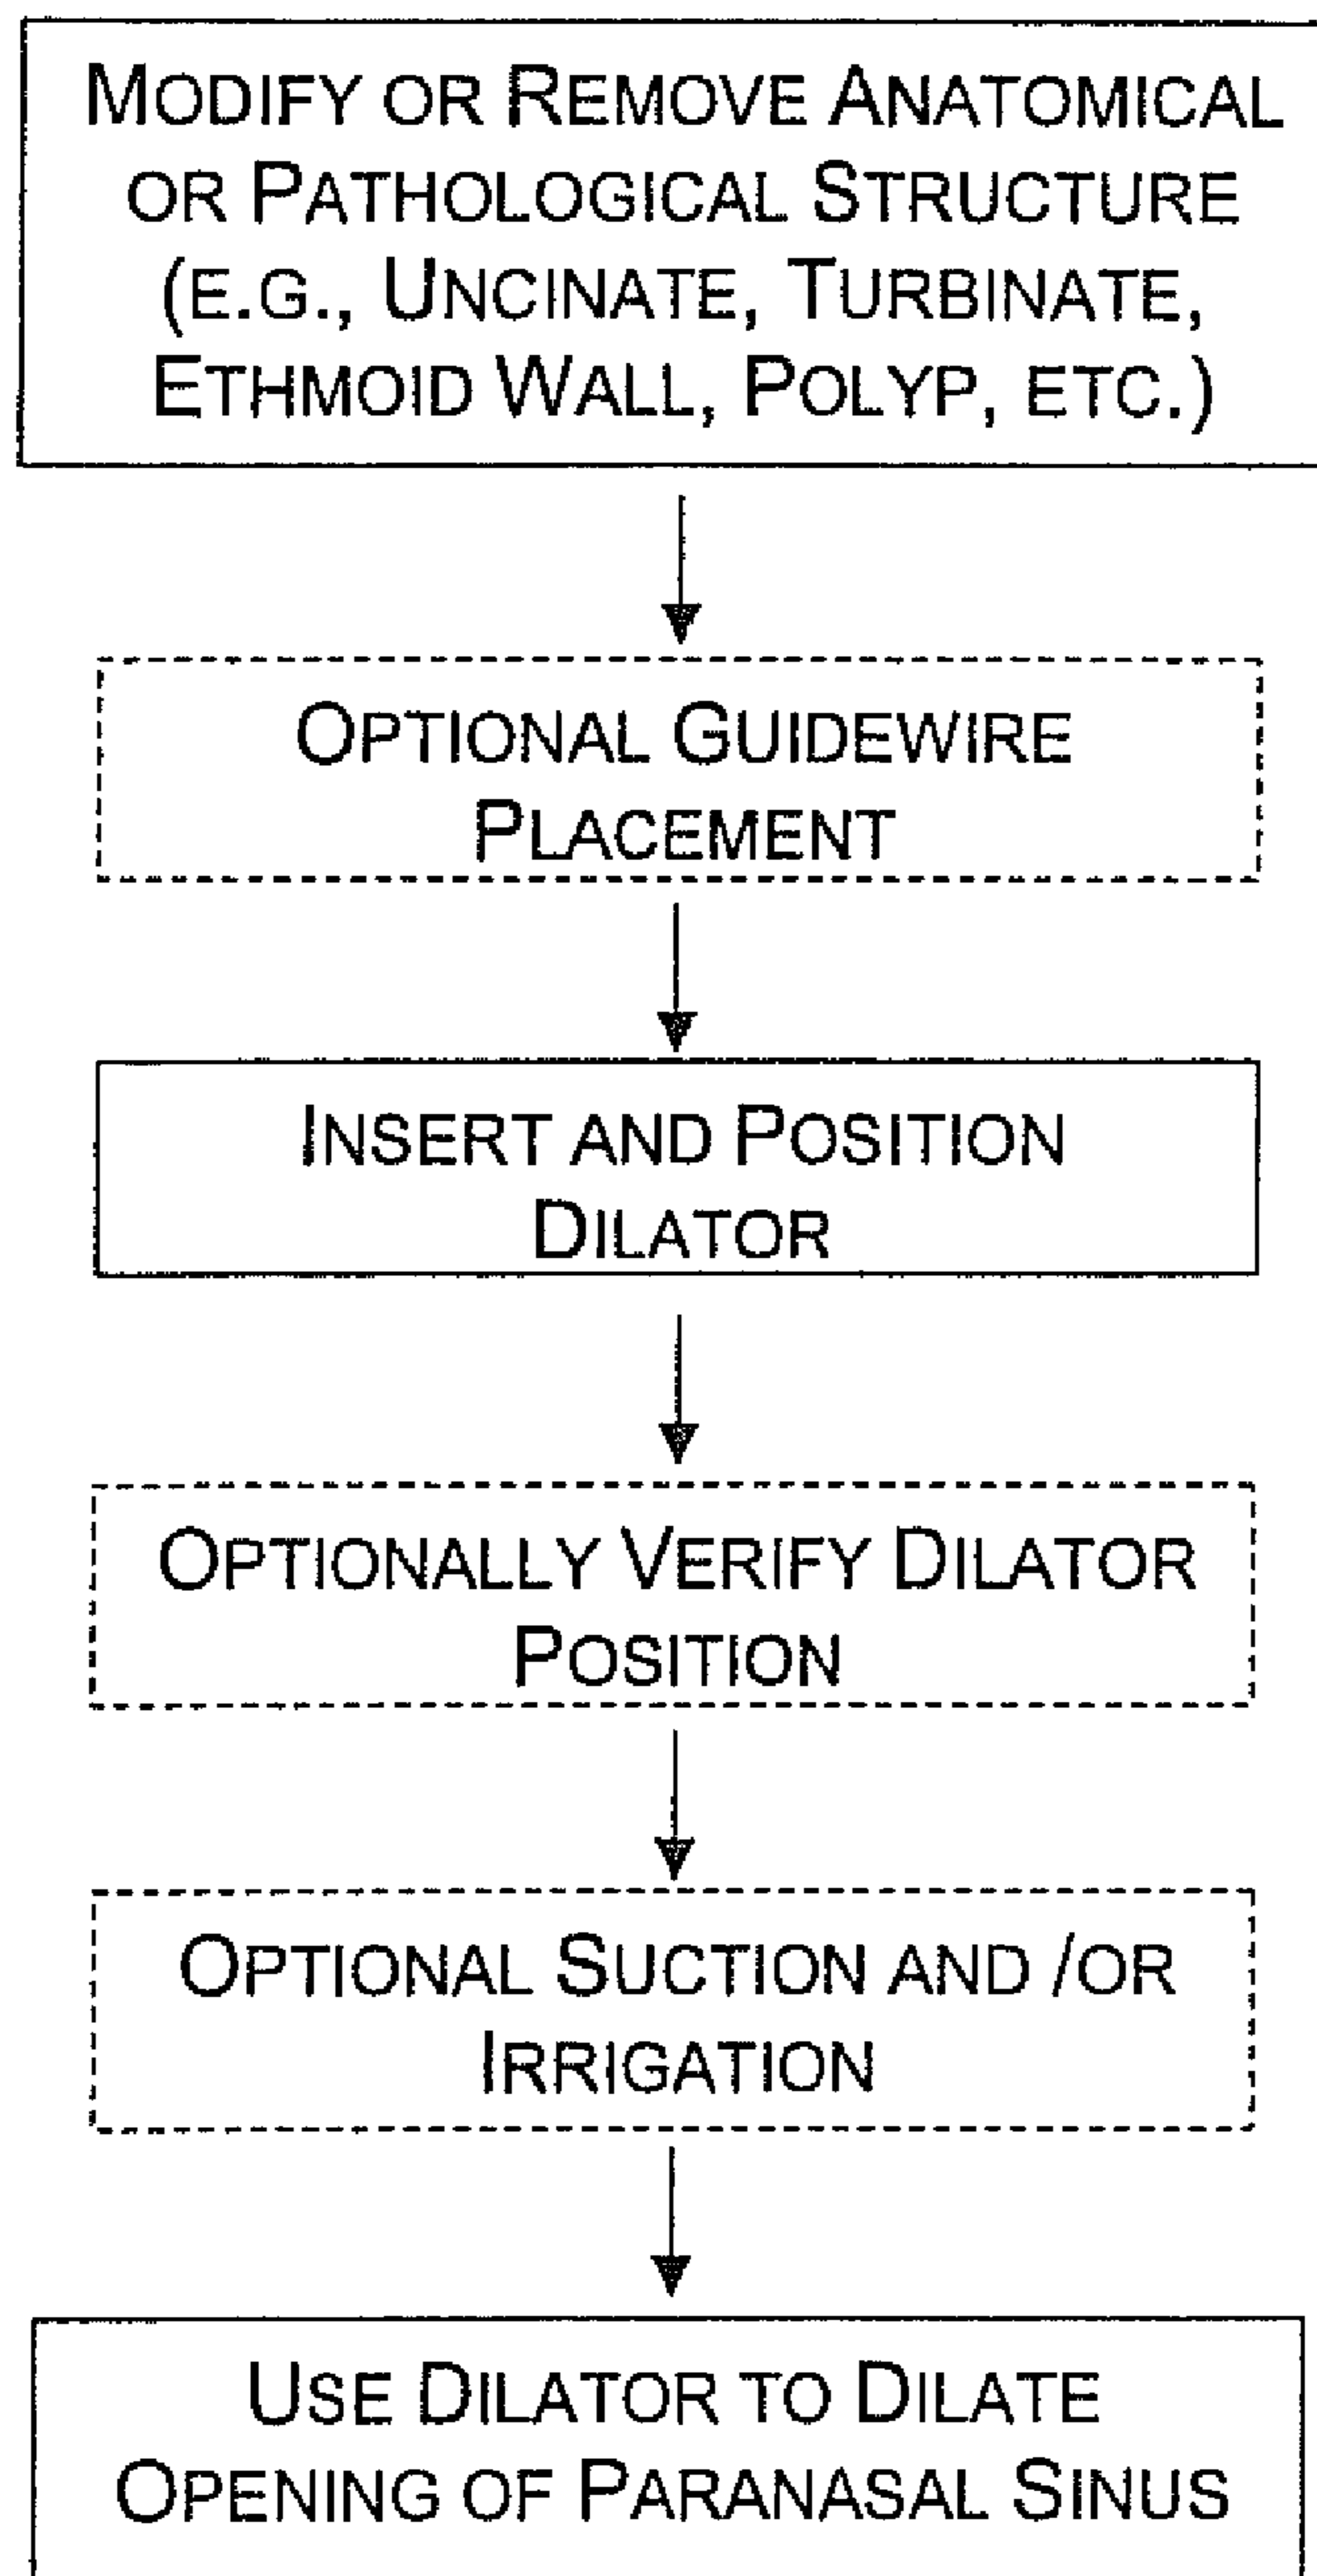 MODIFY OR REMOVE ANATOMICAL
OR PATHOLOGICAL STRUCTURE
(E.G., UNCINATE, TURBINATE,
ETHMOID WALL, POLYP, ETC.)
OPTIONAL GUIDEWIRE
PLACEMENT
INSERT AND POSITION
DILATOR
OPTIONALLY VERIFY DILATOR
POSITION
OPTIONAL SUCTION AND /OR
IRRIGATION
USE DILATOR TO DILATE
OPENING OF PARANASAL SINUS